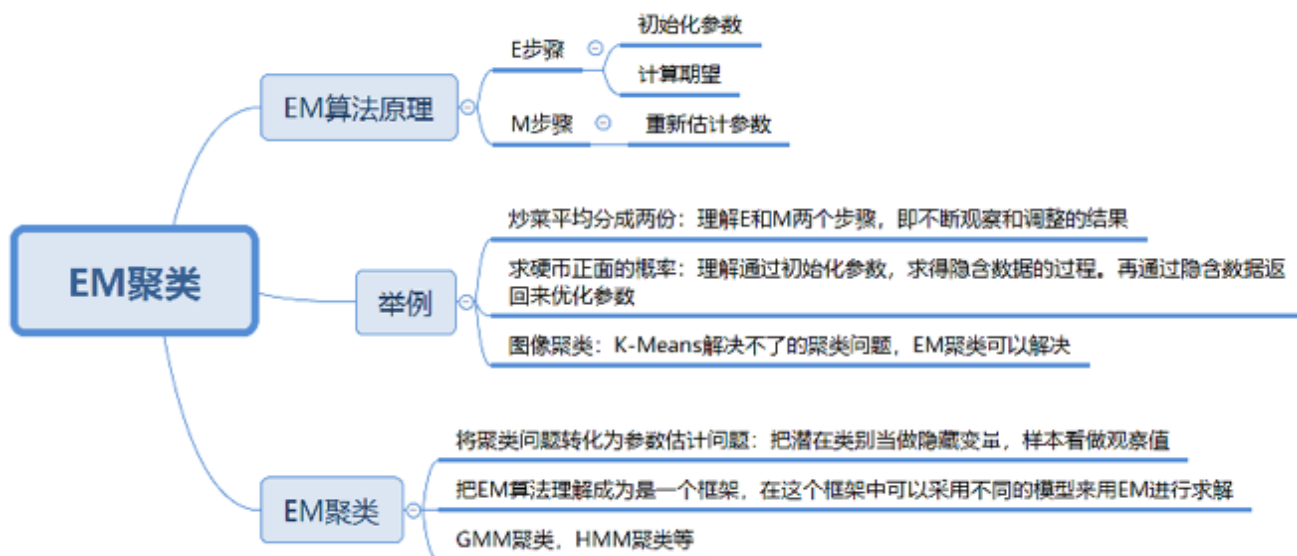 EM聚类
EM算法原理
E步骤
初始化参数
计算期望
M步骤
重新估计参数
举例
炒菜平均分成两份：理解E和M两个步骤，即不断观察和调整的结果
求硬币正面的概率：理解通过初始化参数，求得隐含数据的过程。再通过隐含数据返
回来优化参数
图像聚类：K-Means解决不了的聚类问题，EM聚类可以解决
EM聚类
将聚类问题转化为参数估计问题：把潜在类别当做隐藏变量，样本看做观察值
把EM算法理解成为是一个框架，在这个框架中可以采用不同的模型来用EM进行求解
GMM聚类，HMM聚类等